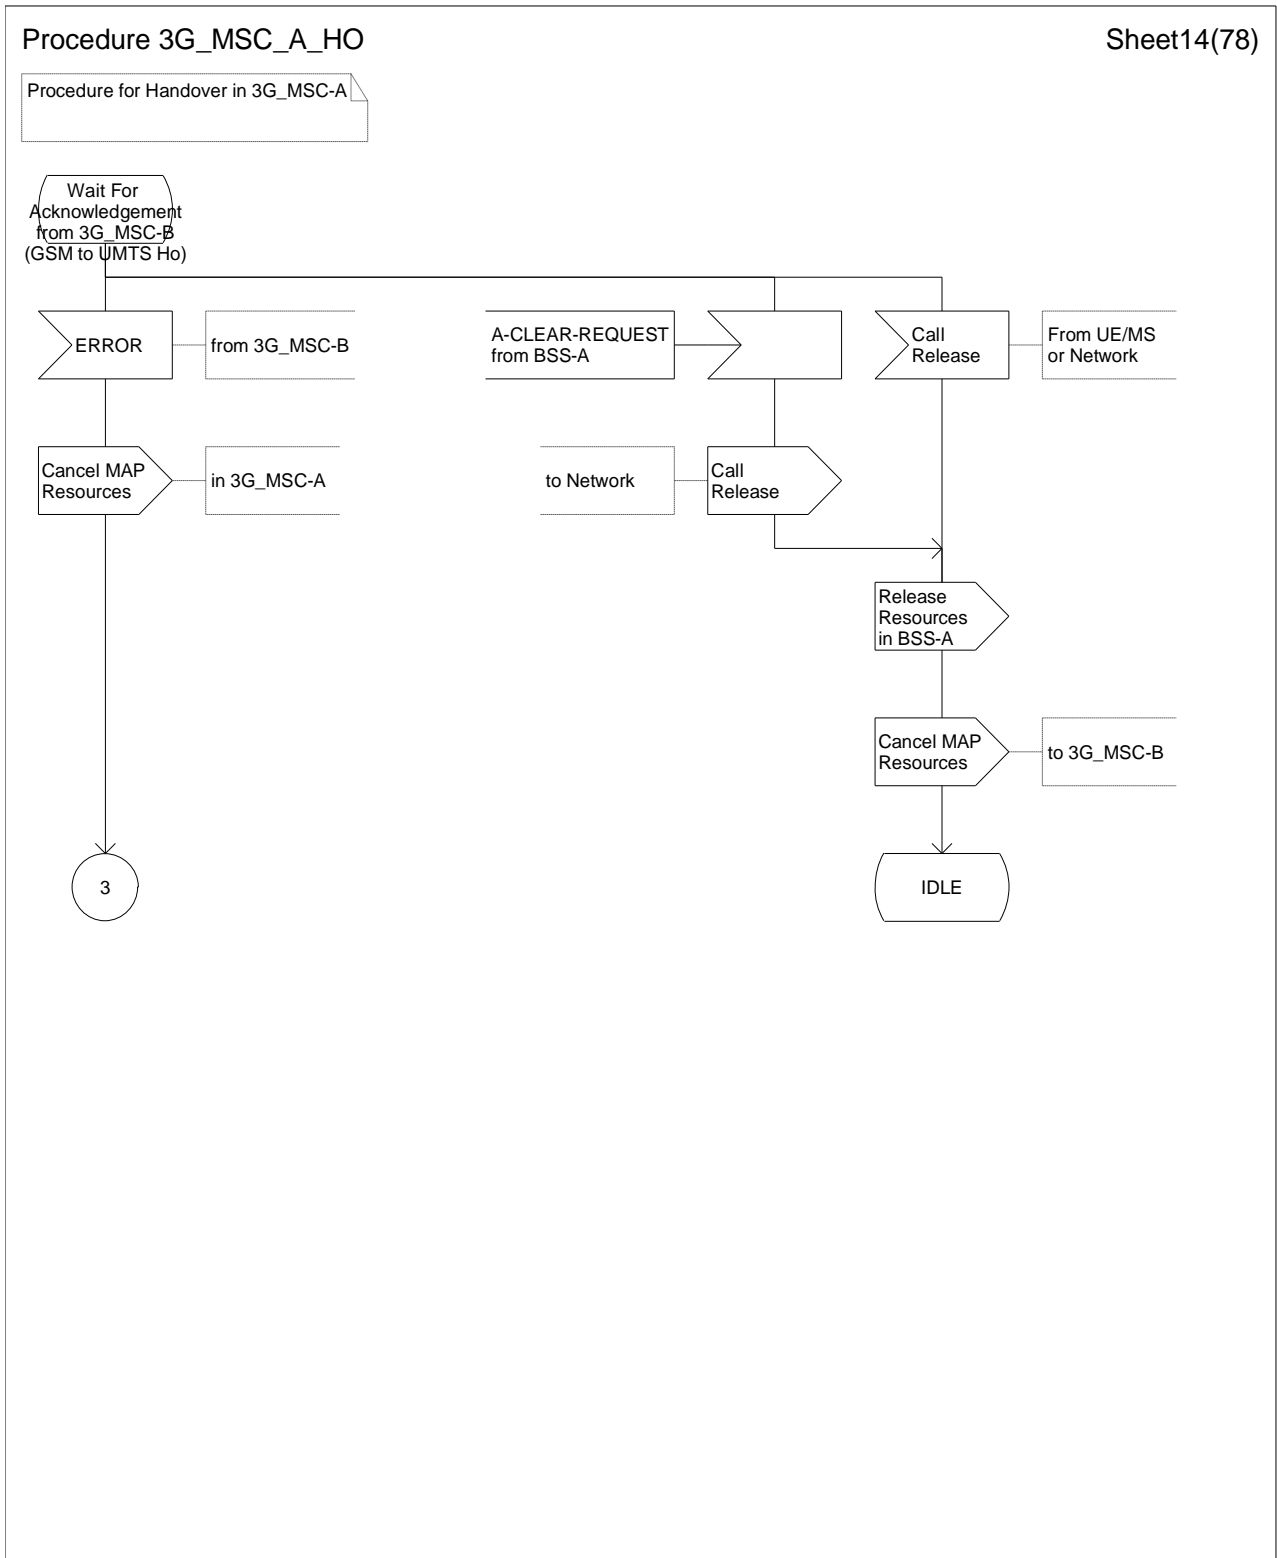 Procedure 3G_MSC_A_HO
Sheet14(78)
Procedure for Handover in 3G_MSC-A
Wait For
Acknowledgement
from 3G_MSC-B
(GSM to UMTS Ho)
ERROR
from 3G_MSC-B
A-CLEAR-REQUEST
from BSS-A
Call
Release
From UE/MS
or Network
Cancel MAP
Resources
in 3G_MSC-A
to Network
Call
Release
Release
Resources
in BSS-A
Cancel MAP
Resources
to 3G_MSC-B
3
IDLE